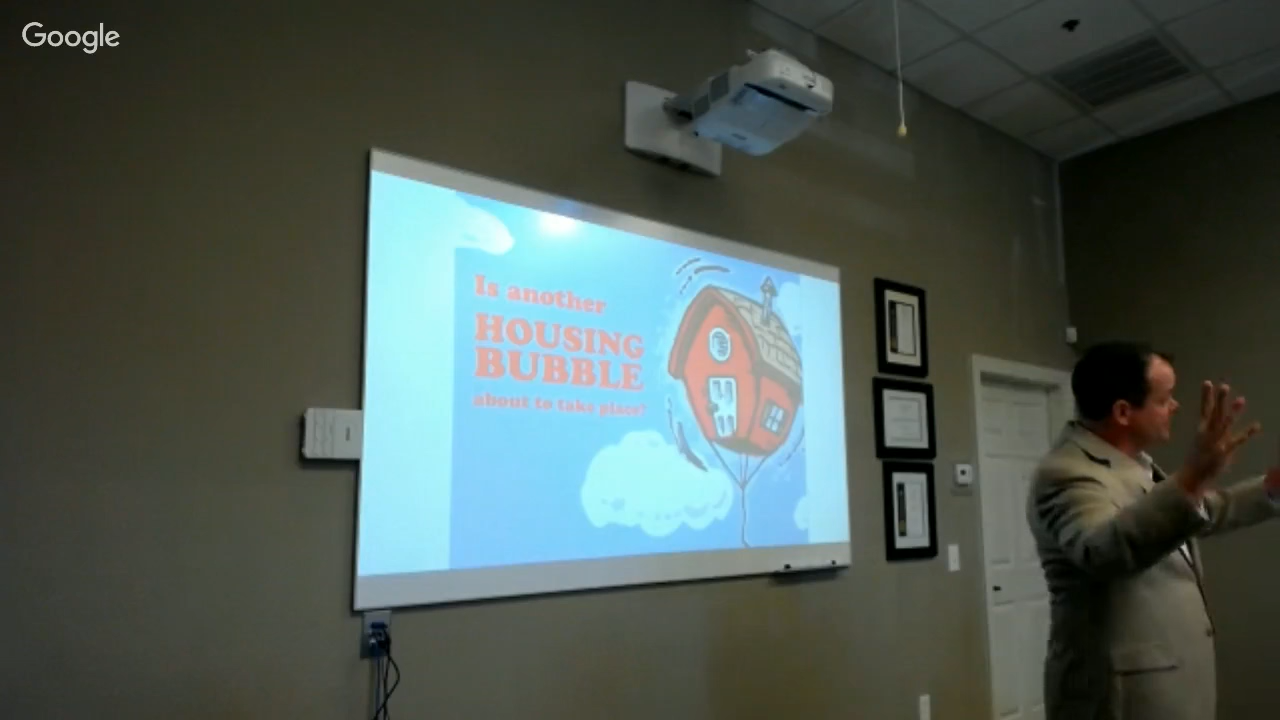 Google
Is another
HOUSING
BUBBLE
about to take place?